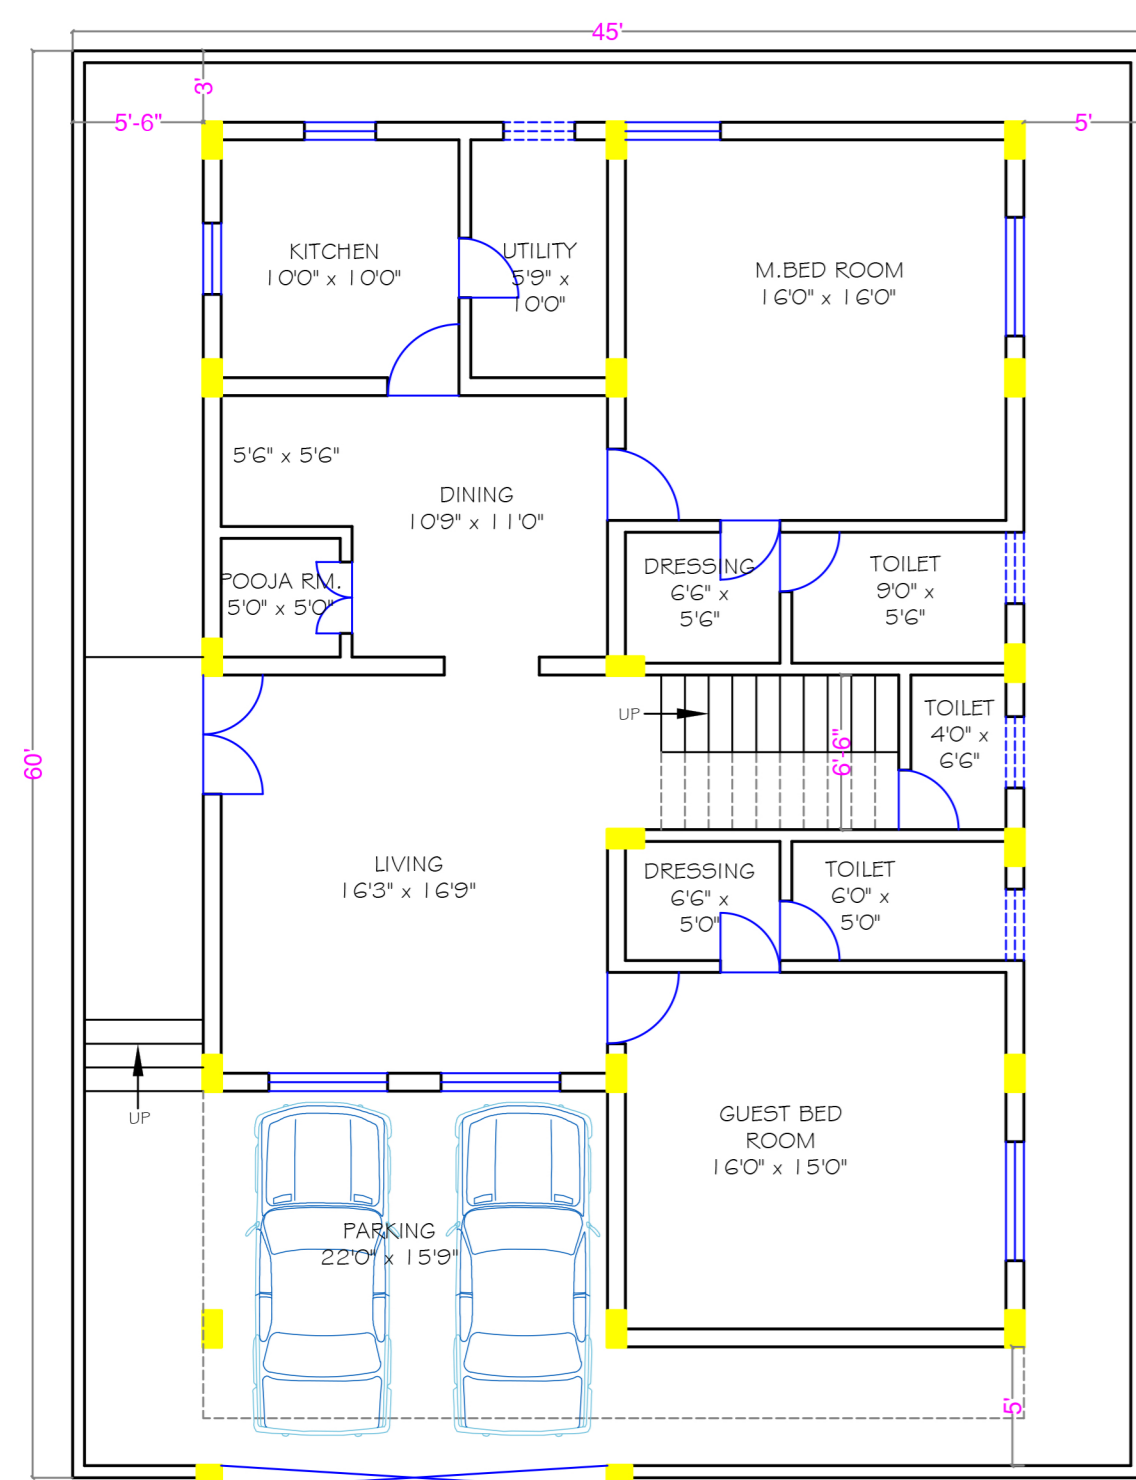 45'
3'
5'-6"
5'
KITCHEN
10'0" x 10'0"
UTILITY
5'9" x
10'0"
M.BED ROOM
16'0" x 16'0"
5'6" x 5'6"
DINING
10'9" x 11'0"
POOJA RM.
5'0" x 5'0"
DRESSING
6'6" x
5'6"
TOILET
9'0" x
5'6"
UP
6'-6"
TOILET
4'0" x
6'6"
60'
LIVING
16'3" x 16'9"
DRESSING
6'6" x
5'0"
TOILET
6'0" x
5'0"
UP
GUEST BED
ROOM
16'0" x 15'0"
PARKING
22'0" x 15'9"
5'